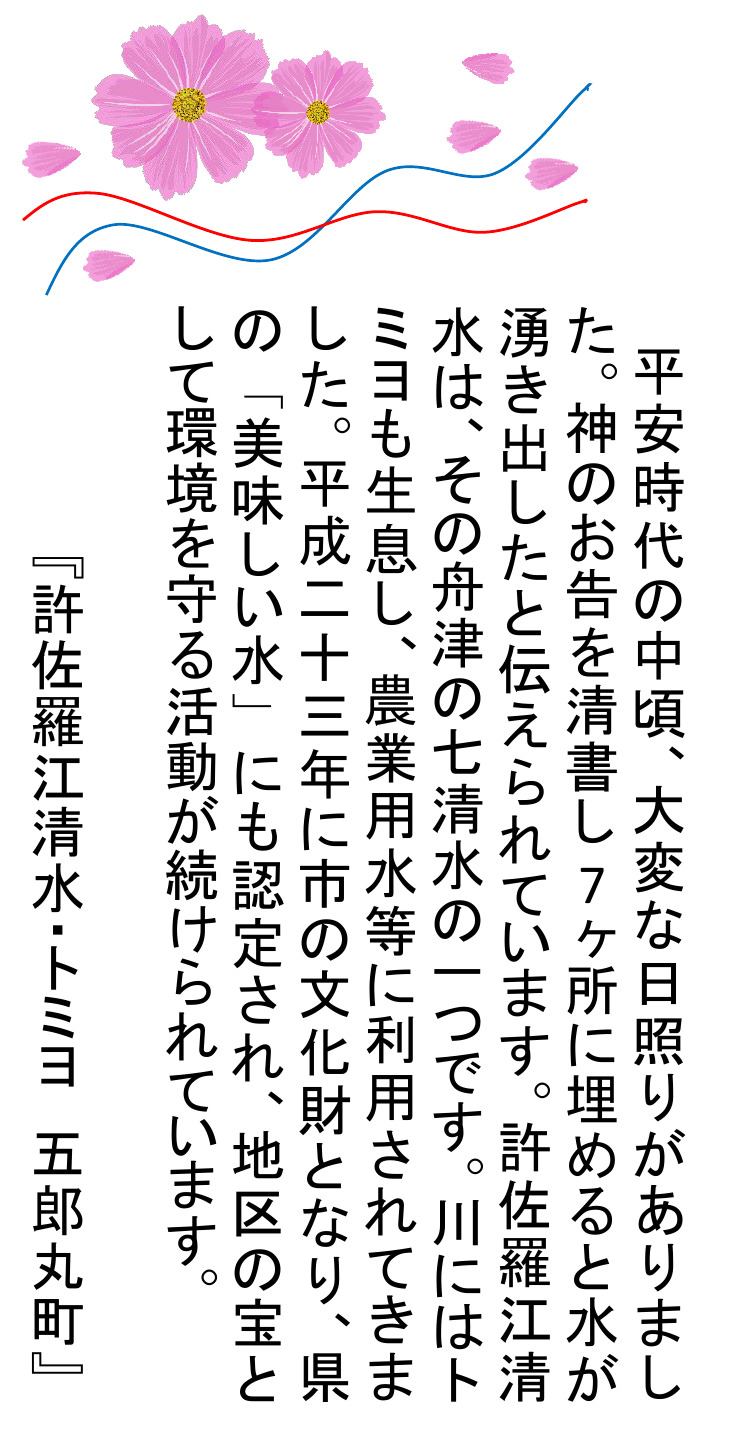 平安時代の中頃、大変な日照りがありまし
た。神のお告を清書し７ヶ所に埋めると水が
湧き出したと伝えられています。許佐羅江清
水は、その舟津の七清水の一つです。川にはト
ミヨも生息し、農業用水等に利用されてきま
した。平成二十三年に市の文化財となり、県
の「美味しい水」にも認定され、地区の宝と
して環境を守る活動が続けられています。
『許佐羅江清水・トミヨ　五郎丸町』